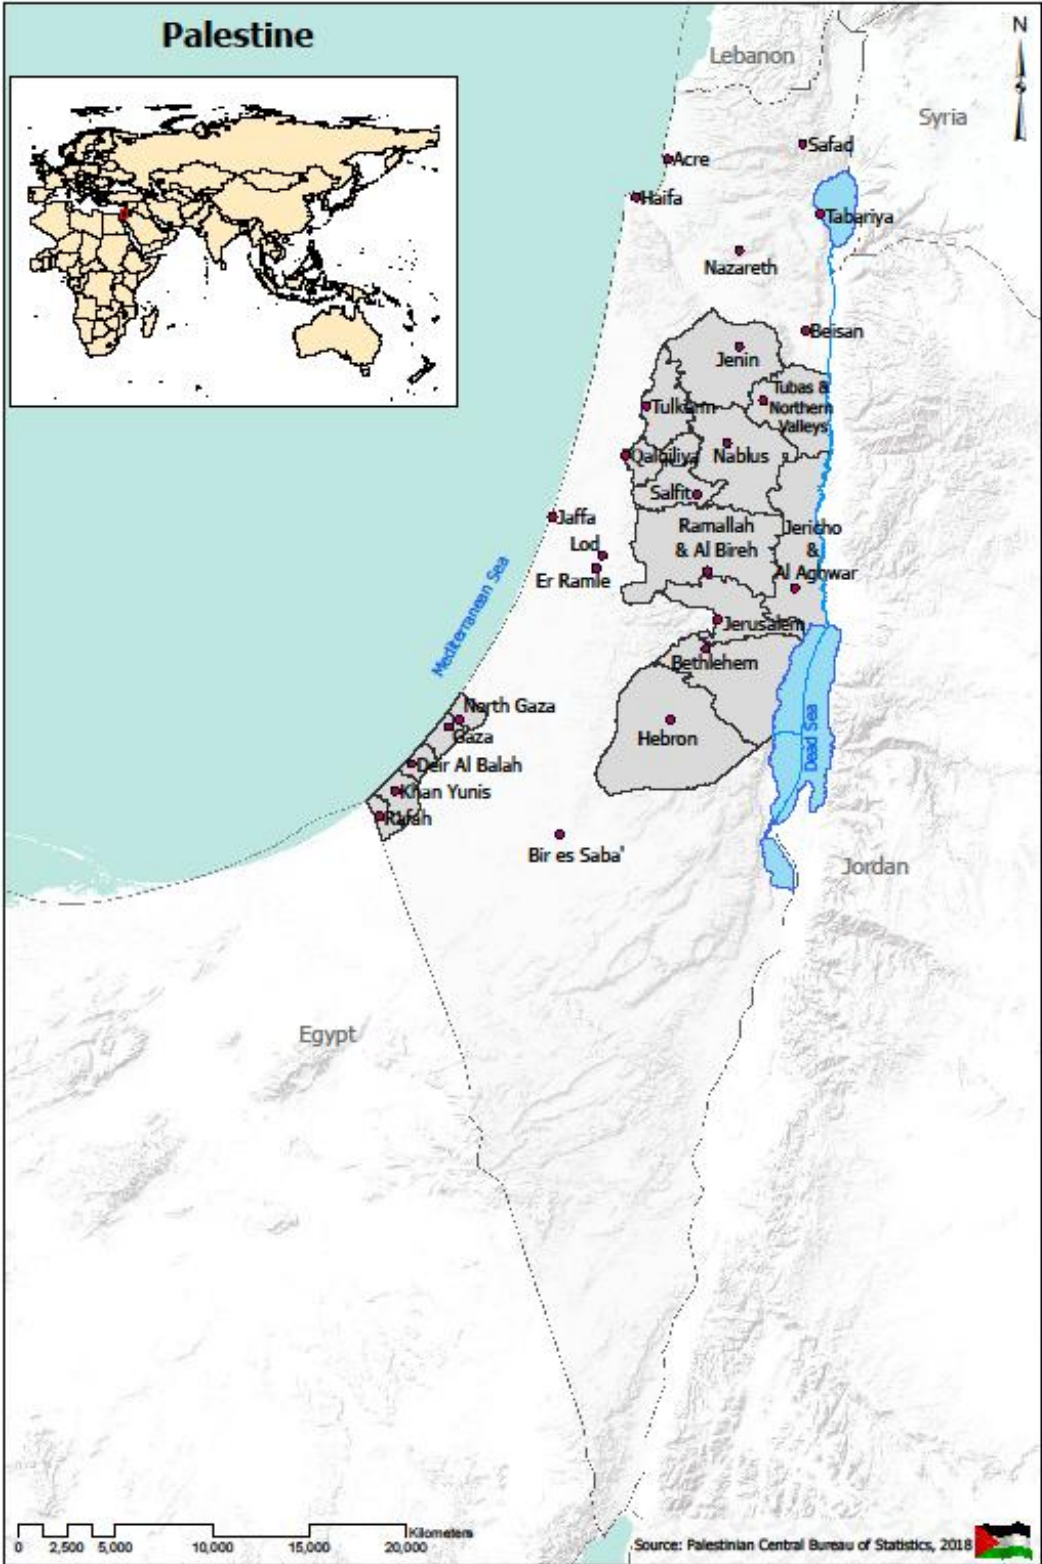 Palestine
N
Lebanon
Syria
Safad
Acre
Haifa
Tabariya
Nazareth
Beisan
Jenin
Tubas &
Northern
Valleys
Tulkarm
Qalqiliya
Nablus
Salfit
Jaffa
Ramallah
& Al Bireh
Jericho
&
Al Aghwar
Lod
Er Ramle
Mediterranean Sea
Jerusalem
Bethlehem
North Gaza
Gaza
Hebron
Dead Sea
Deir Al Balah
Khan Yunis
Rafah
Bir es Saba'
Jordan
Egypt
Kilometers
0 2,500 5,000 10,000 15,000 20,000
Source: Palestinian Central Bureau of Statistics, 2018